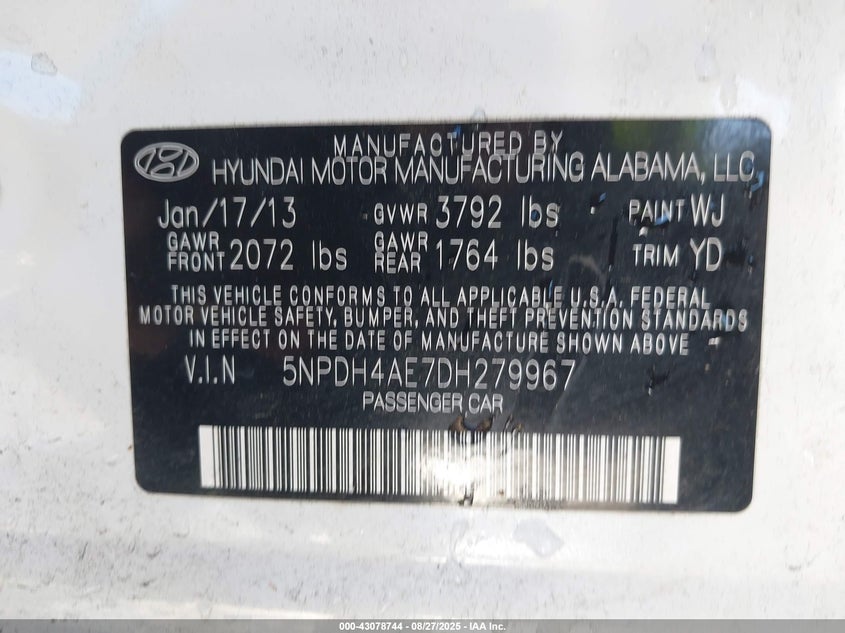 MANUFACTURED BY
HYUNDAI MOTOR MANUFACTURING ALABAMA, LLC
Jan/17/13 GVWR 3792 lbs PAINT WJ
GAWR FRONT 2072 lbs GAWR REAR 1764 lbs TRIM YD
THIS VEHICLE CONFORMS TO ALL APPLICABLE U.S.A. FEDERAL
MOTOR VEHICLE SAFETY, BUMPER, AND THEFT PREVENTION STANDARDS
IN EFFECT ON THE DATE OF MANUFACTURE SHOWN ABOVE
V.I.N 5NPDH4AE7DH279967
PASSENGER CAR
000-43078744 - 08/27/2025 - IAA Inc.